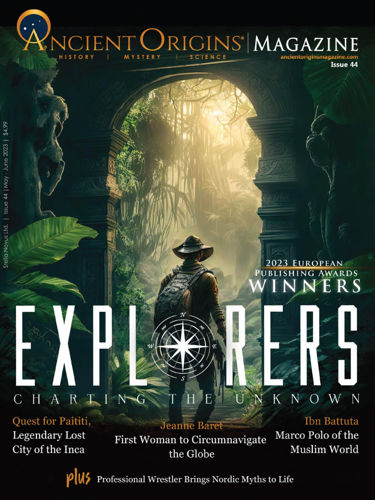 ANCIENT ORIGINS® MAGAZINE
HISTORY | MYSTERY | SCIENCE
ancientoriginsmagazine.com
Issue 44
Stella Novus Ltd. | Issue 44 | May - June 2023 | $4.99
2023 EUROPEAN
PUBLISHING AWARDS
WINNERS
EXPLORERS
N
CHARTING THE UNKNOWN
Quest for Paititi,
Legendary Lost
City of the Inca
Jeanne Baret
First Woman to Circumnavigate
the Globe
Ibn Battuta
Marco Polo of the
Muslim World
plus Professional Wrestler Brings Nordic Myths to Life